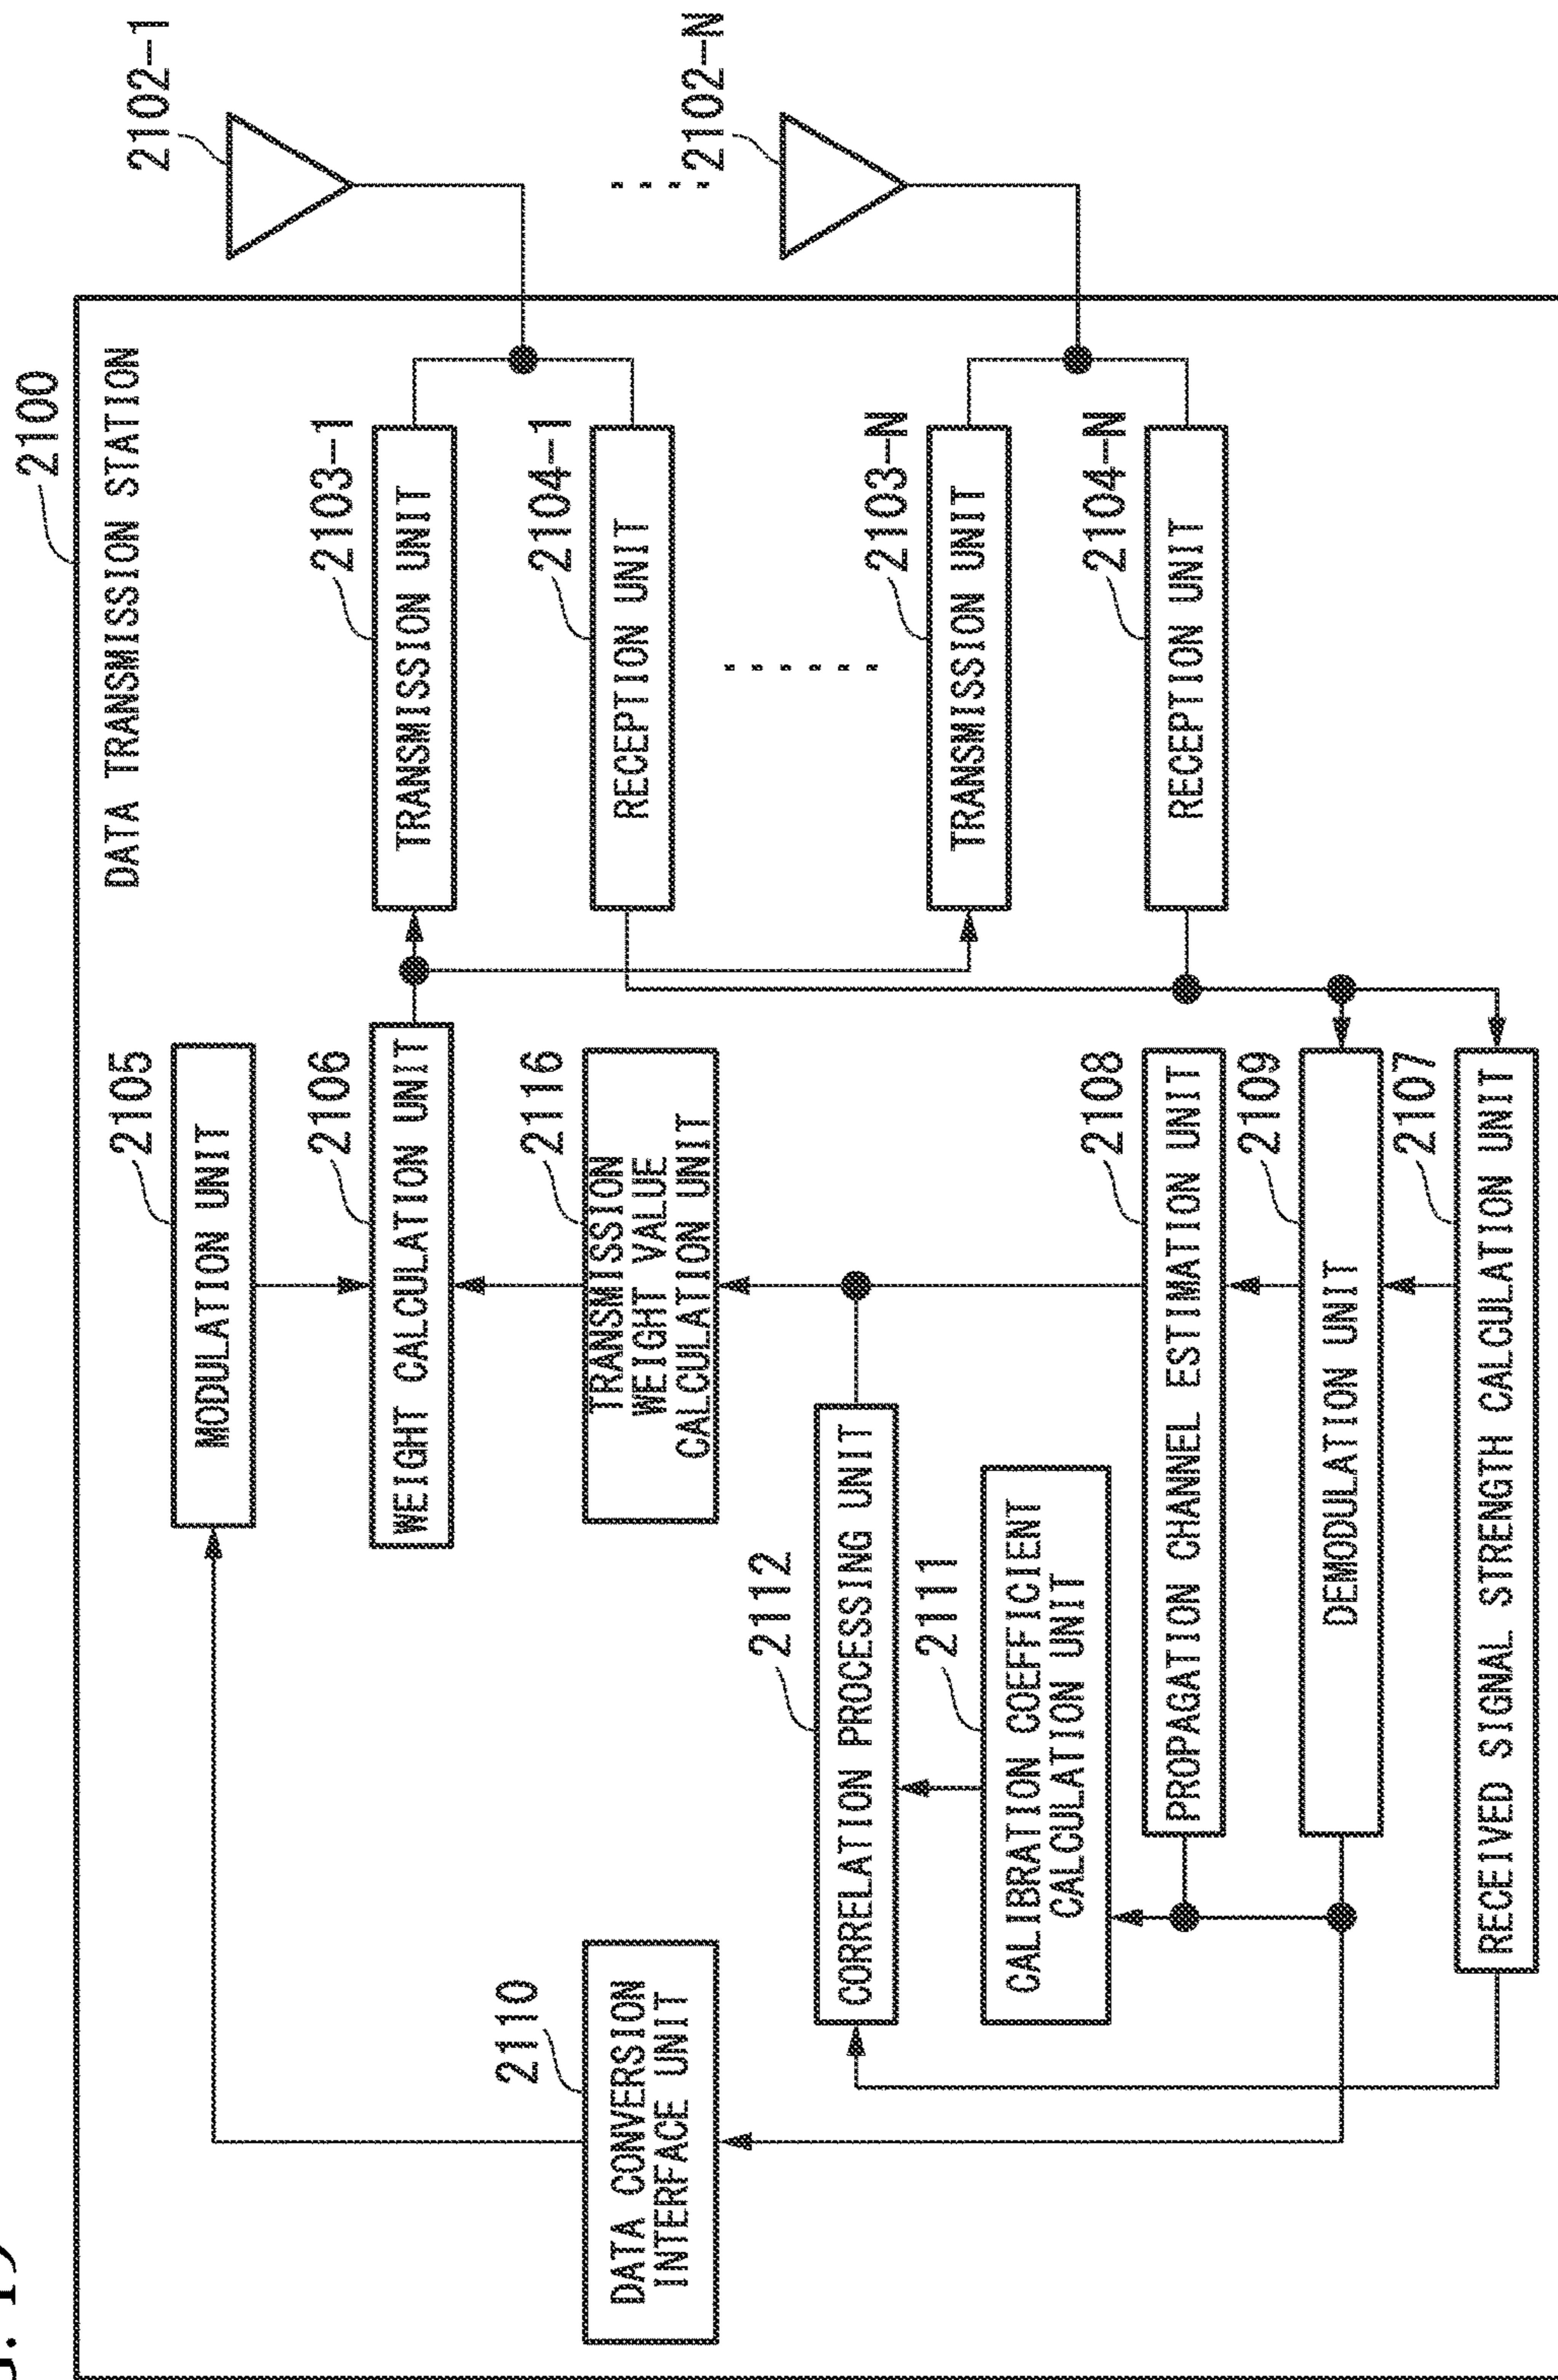 2100
DATA TRANSMISSION STATION
2102-1
2105
MODULATION UNIT
2103-1
TRANSMISSION UNIT
2106
WEIGHT CALCULATION UNIT
2104-1
RECEPTION UNIT
2110
DATA CONVERSION
INTERFACE UNIT
2116
TRANSMISSION
WEIGHT VALUE
CALCULATION UNIT
2102-N
2112
CORRELATION PROCESSING UNIT
2103-N
TRANSMISSION UNIT
2111
CALIBRATION COEFFICIENT
CALCULATION UNIT
2104-N
RECEPTION UNIT
2108
PROPAGATION CHANNEL ESTIMATION UNIT
2109
DEMODULATION UNIT
2107
RECEIVED SIGNAL STRENGTH CALCULATION UNIT